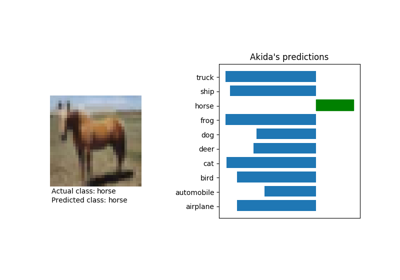 Akida's predictions
truck
ship
horse
frog
dog
deer
cat
bird
automobile
airplane
Actual class: horse
Predicted class: horse